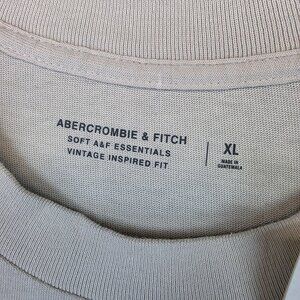 ABERCROMBIE & FITCH
SOFT A&F ESSENTIALS
VINTAGE INSPIRED FIT
XL
MADE IN
GUATEMALA